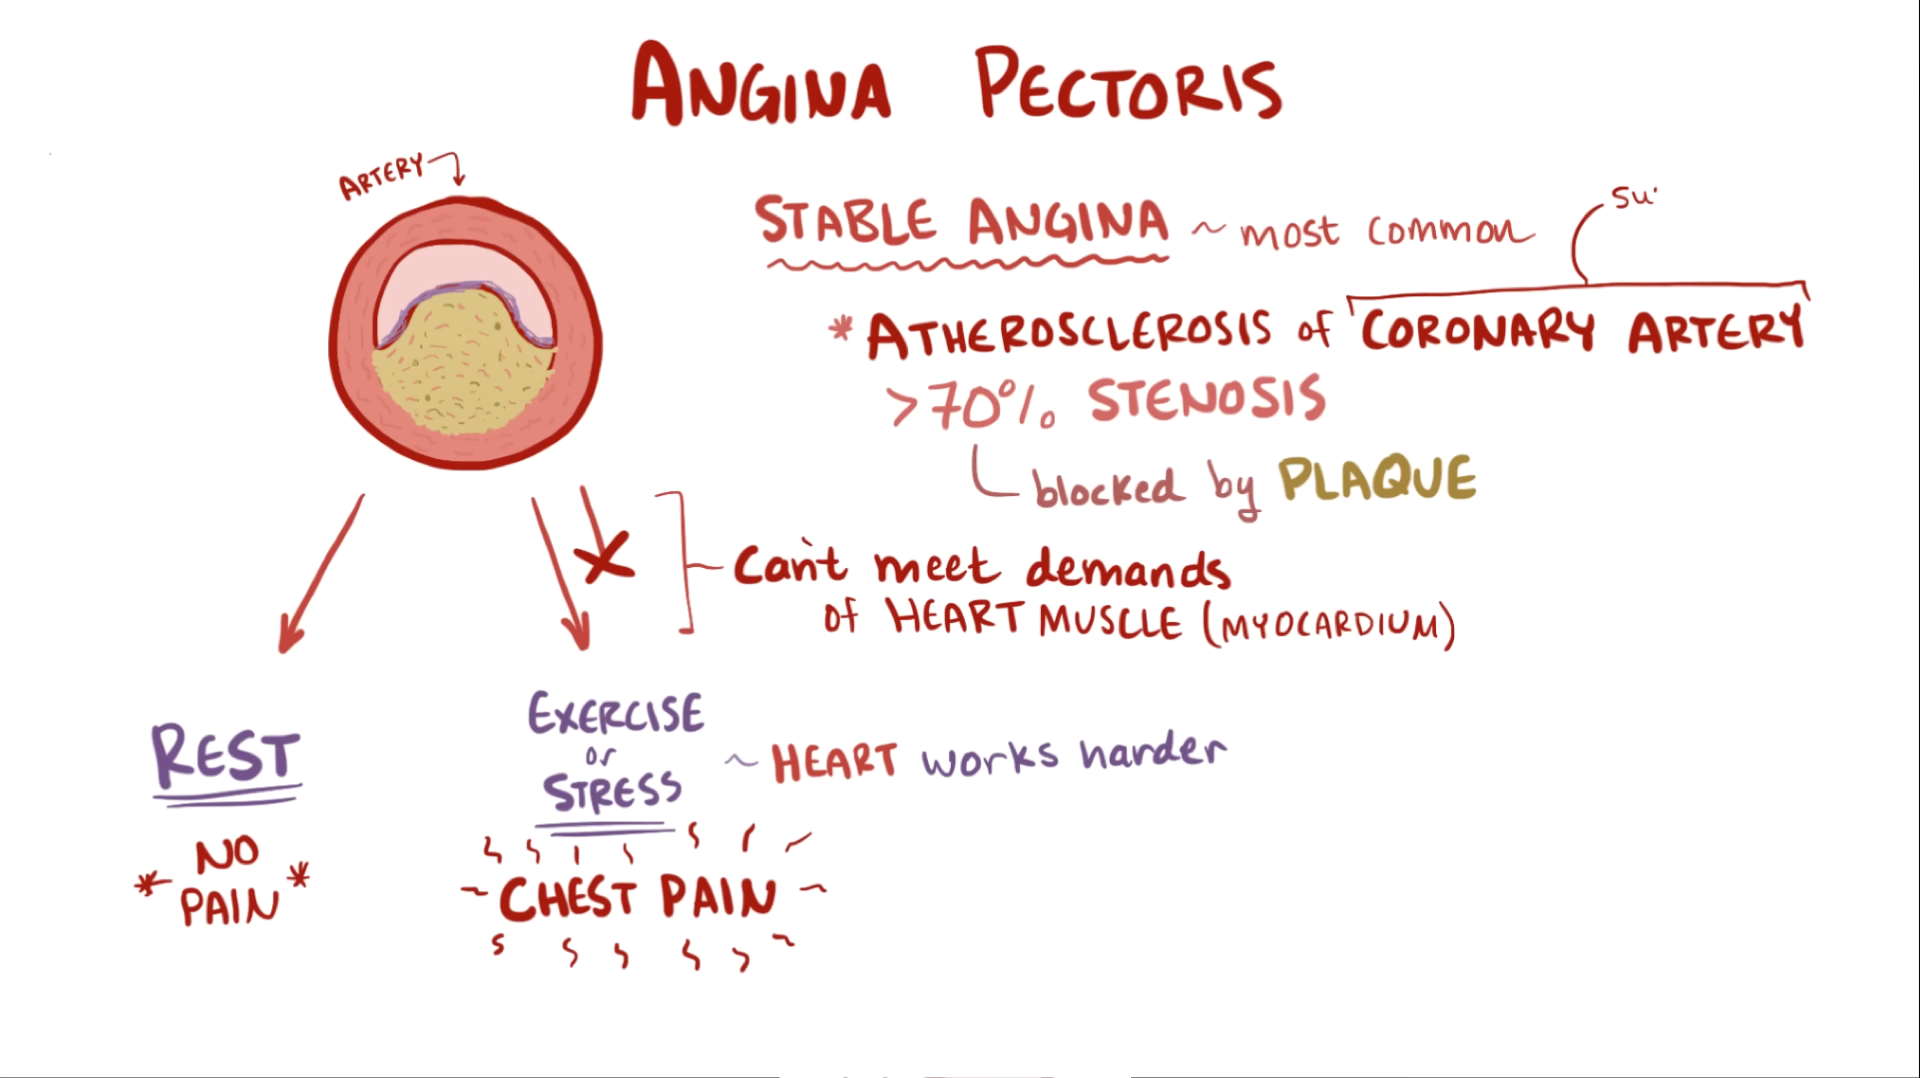 ANGINA PECTORIS
ARTERY
STABLE ANGINA ~ most common
* ATHEROSCLEROSIS of CORONARY ARTERY
>70% STENOSIS
blocked by PLAQUE
Can't meet demands
of HEART MUSCLE (MYOCARDIUM)
REST
* NO PAIN *
EXERCISE
or
STRESS
~ HEART works harder
~ CHEST PAIN ~